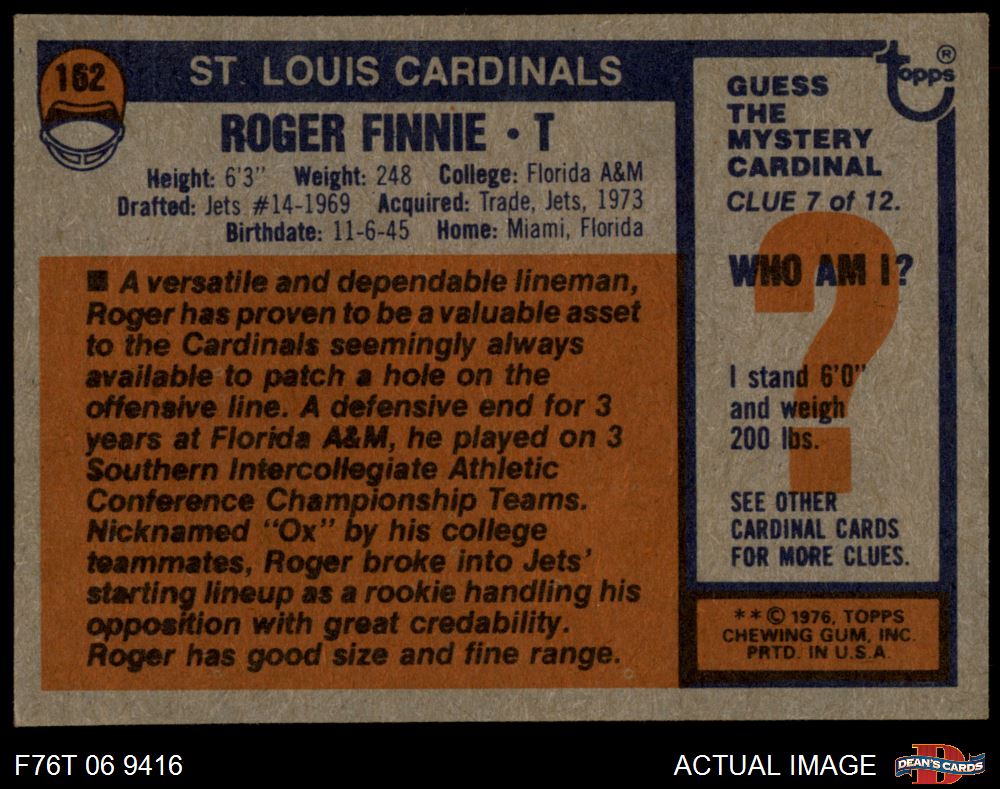 162
ST. LOUIS CARDINALS
ROGER FINNIE • T
Height: 6'3" Weight: 248 College: Florida A&M
Drafted: Jets #14-1969 Acquired: Trade, Jets, 1973
Birthdate: 11-6-45 Home: Miami, Florida
■ A versatile and dependable lineman,
Roger has proven to be a valuable asset
to the Cardinals seemingly always
available to patch a hole on the
offensive line. A defensive end for 3
years at Florida A&M, he played on 3
Southern Intercollegiate Athletic
Conference Championship Teams.
Nicknamed "Ox" by his college
teammates, Roger broke into Jets'
starting lineup as a rookie handling his
opposition with great credability.
Roger has good size and fine range.
topps®
GUESS
THE
MYSTERY
CARDINAL
CLUE 7 of 12.
WHO AM I?
?
I stand 6'0"
and weigh
200 lbs.
SEE OTHER
CARDINAL CARDS
FOR MORE CLUES.
**© 1976, TOPPS
CHEWING GUM, INC.
PRTD. IN U.S.A.
F76T 06 9416
ACTUAL IMAGE
D
DEAN'S CARDS